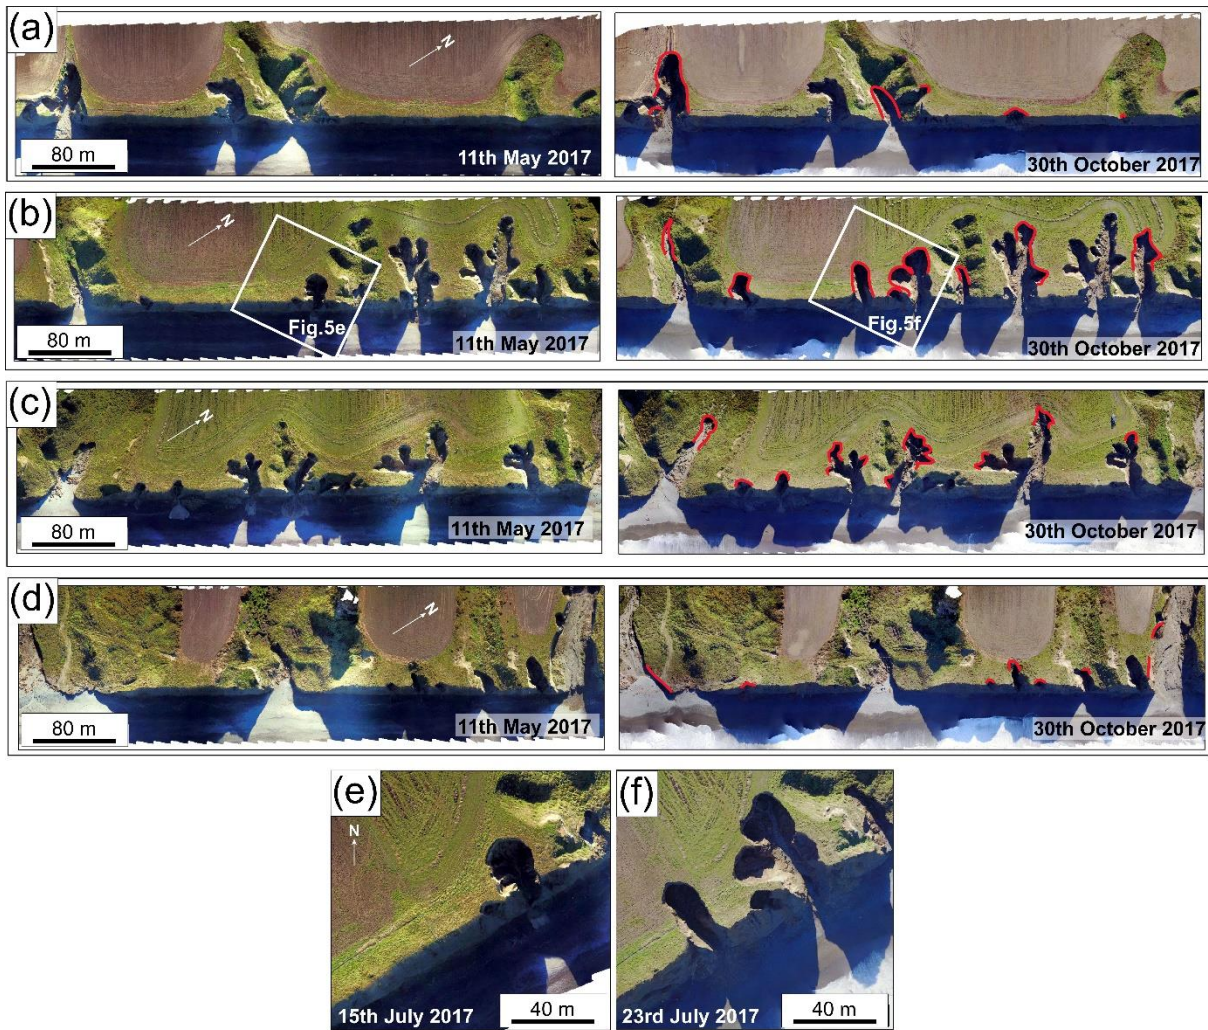 (a)
N
80 m
11th May 2017
30th October 2017
(b)
N
Fig.5e
80 m
11th May 2017
Fig.5f
30th October 2017
(c)
N
80 m
11th May 2017
30th October 2017
(d)
N
80 m
11th May 2017
30th October 2017
(e)
N
15th July 2017
40 m
(f)
23rd July 2017
40 m